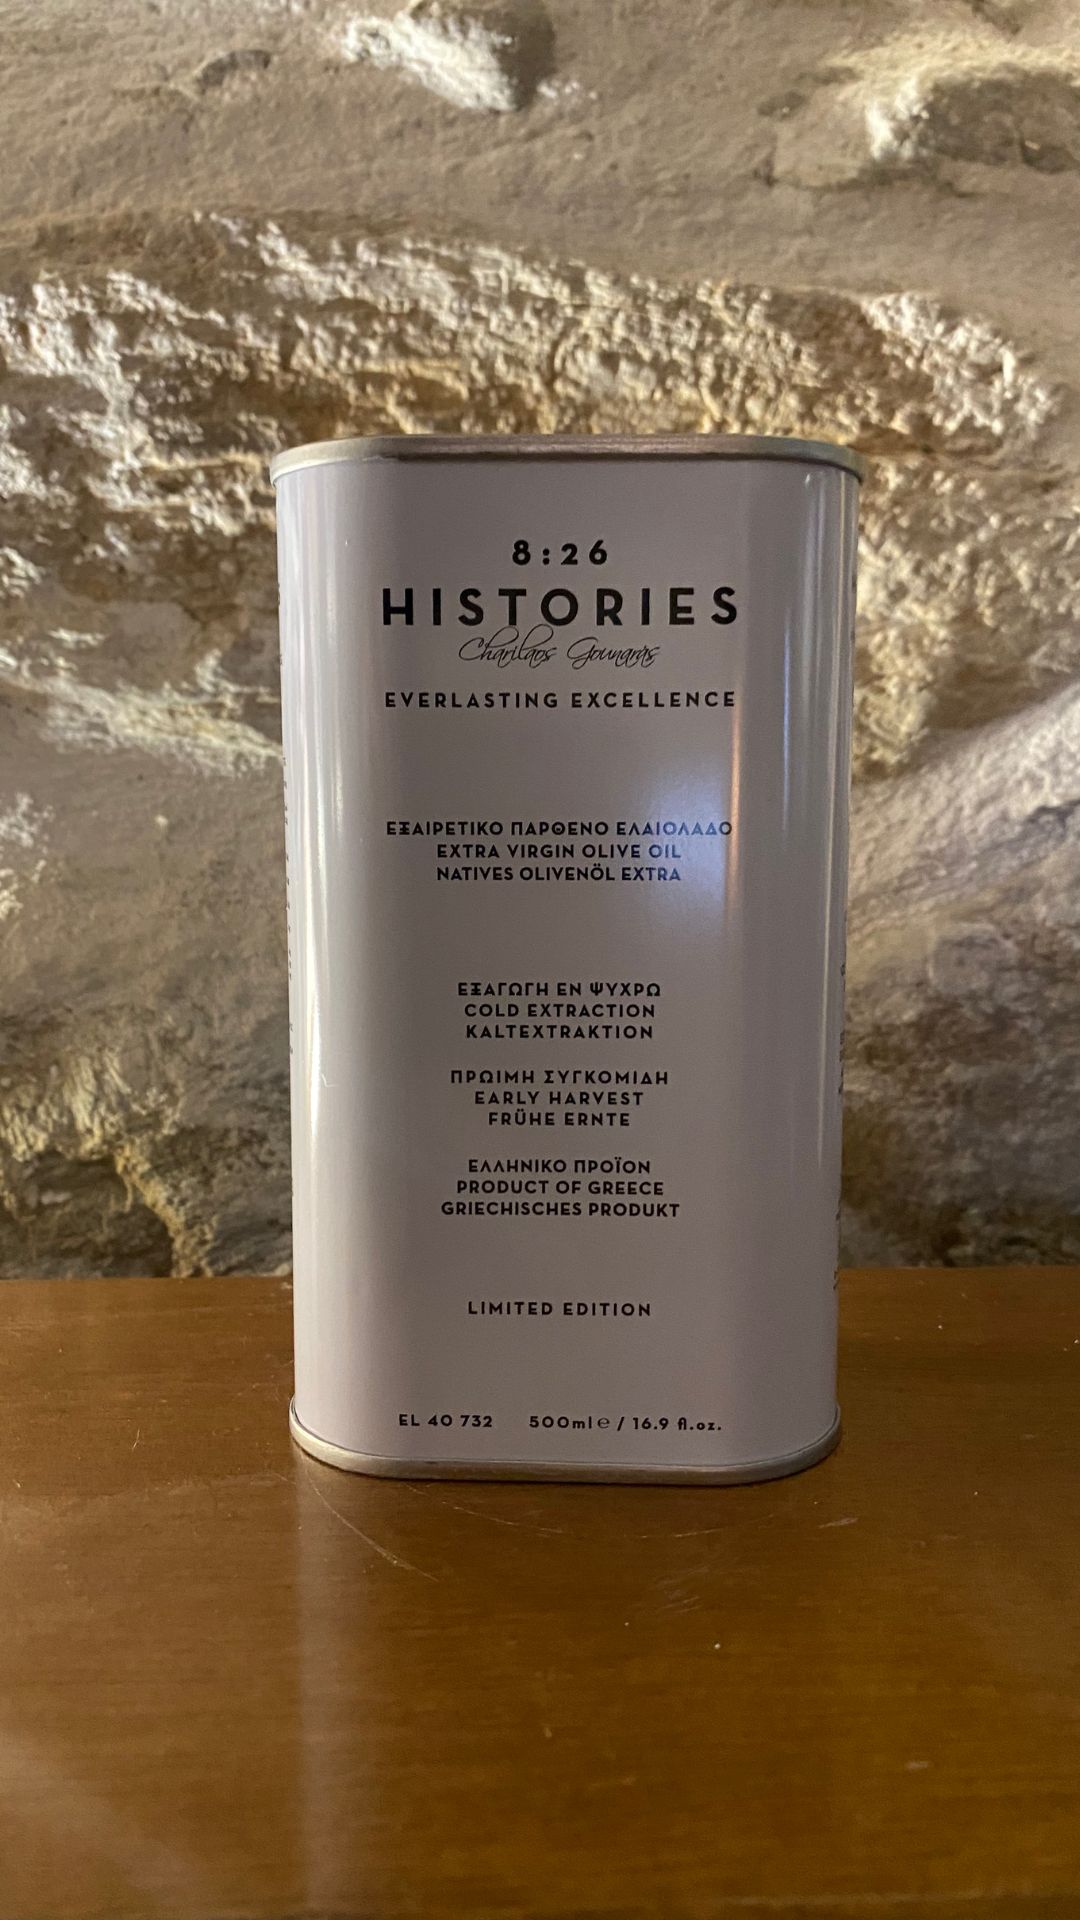 8:26
HISTORIES
Charilaos Gounaras
EVERLASTING EXCELLENCE
ΕΞΑΙΡΕΤΙΚΟ ΠΑΡΘΕΝΟ ΕΛΑΙΟΛΑΔΟ
EXTRA VIRGIN OLIVE OIL
NATIVES OLIVENÖL EXTRA
ΕΞΑΓΩΓΗ ΕΝ ΨΥΧΡΩ
COLD EXTRACTION
KALTEXTRAKTION
ΠΡΩΙΜΗ ΣΥΓΚΟΜΙΔΗ
EARLY HARVEST
FRÜHE ERNTE
ΕΛΛΗΝΙΚΟ ΠΡΟΪΟΝ
PRODUCT OF GREECE
GRIECHISCHES PRODUKT
LIMITED EDITION
EL 40 732 500ml ℮ / 16.9 fl.oz.